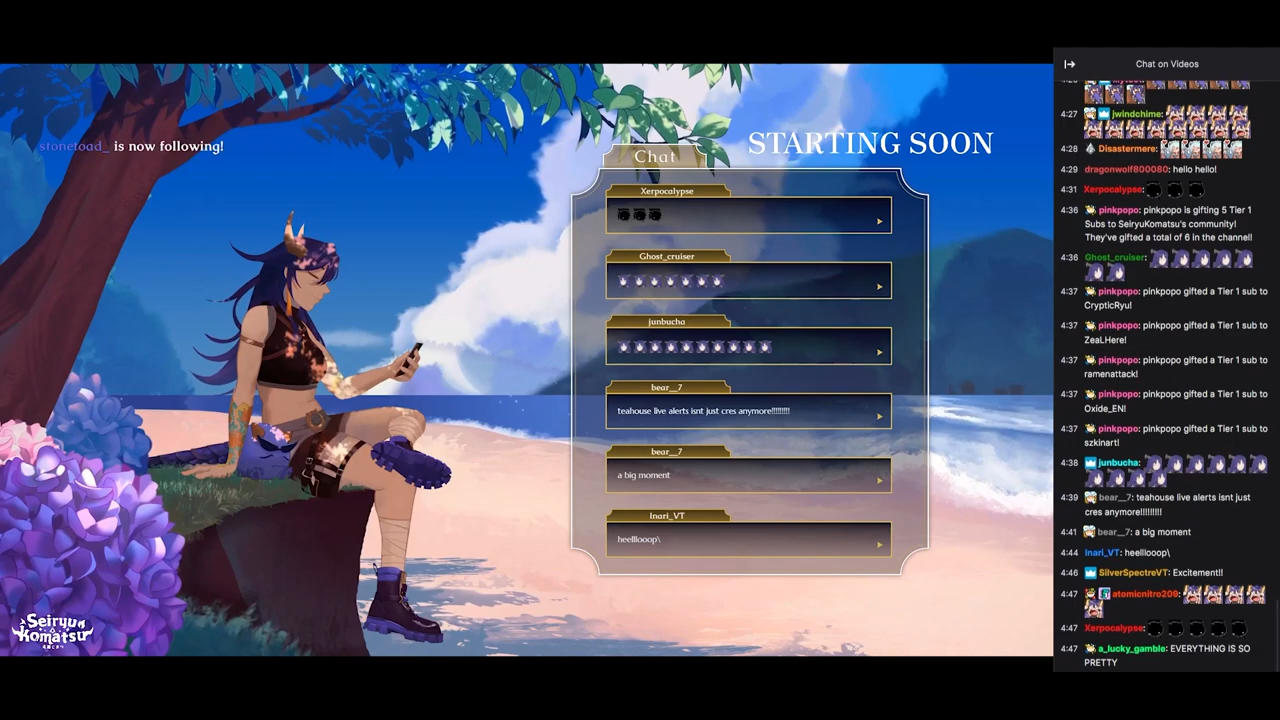 stonetoad_ is now following!
STARTING SOON
Chat
Xerpocalypse
Ghost_cruiser
junbucha
bear__7
teahouse live alerts isnt just cres anymore!!!!!!!!!
bear__7
a big moment
Inari_VT
heelllooop\
Seiryu
Komatsu
Chat on Videos
4:27 jwindchime:
4:28 Disastermere:
4:29 dragonwolf800080: hello hello!
4:31 Xerpocalypse:
4:36 pinkpopo: pinkpopo is gifting 5 Tier 1
Subs to SeiryuKomatsu's community!
They've gifted a total of 6 in the channel!
4:36 Ghost_cruiser:
4:37 pinkpopo: pinkpopo gifted a Tier 1 sub to
CrypticRyu!
4:37 pinkpopo: pinkpopo gifted a Tier 1 sub to
ZeaLHere!
4:37 pinkpopo: pinkpopo gifted a Tier 1 sub to
ramenattack!
4:37 pinkpopo: pinkpopo gifted a Tier 1 sub to
Oxide_EN!
4:37 pinkpopo: pinkpopo gifted a Tier 1 sub to
szkinart!
4:38 junbucha:
4:39 bear__7: teahouse live alerts isnt just
cres anymore!!!!!!!!!
4:41 bear__7: a big moment
4:44 Inari_VT: heelllooop\
4:46 SilverSpectreVT: Excitement!!
4:47 atomicnitro209:
4:47 Xerpocalypse:
4:47 a_lucky_gamble: EVERYTHING IS SO
PRETTY